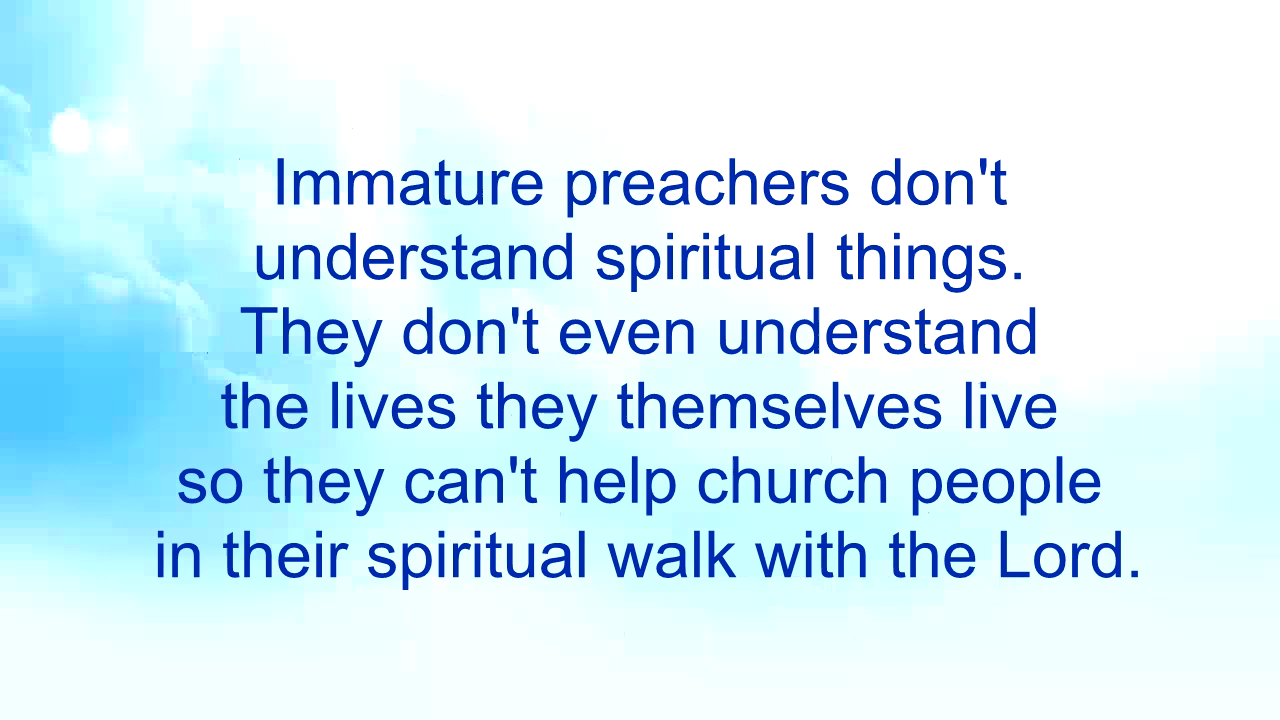 Immature preachers don't
understand spiritual things.
They don't even understand
the lives they themselves live
so they can't help church people
in their spiritual walk with the Lord.